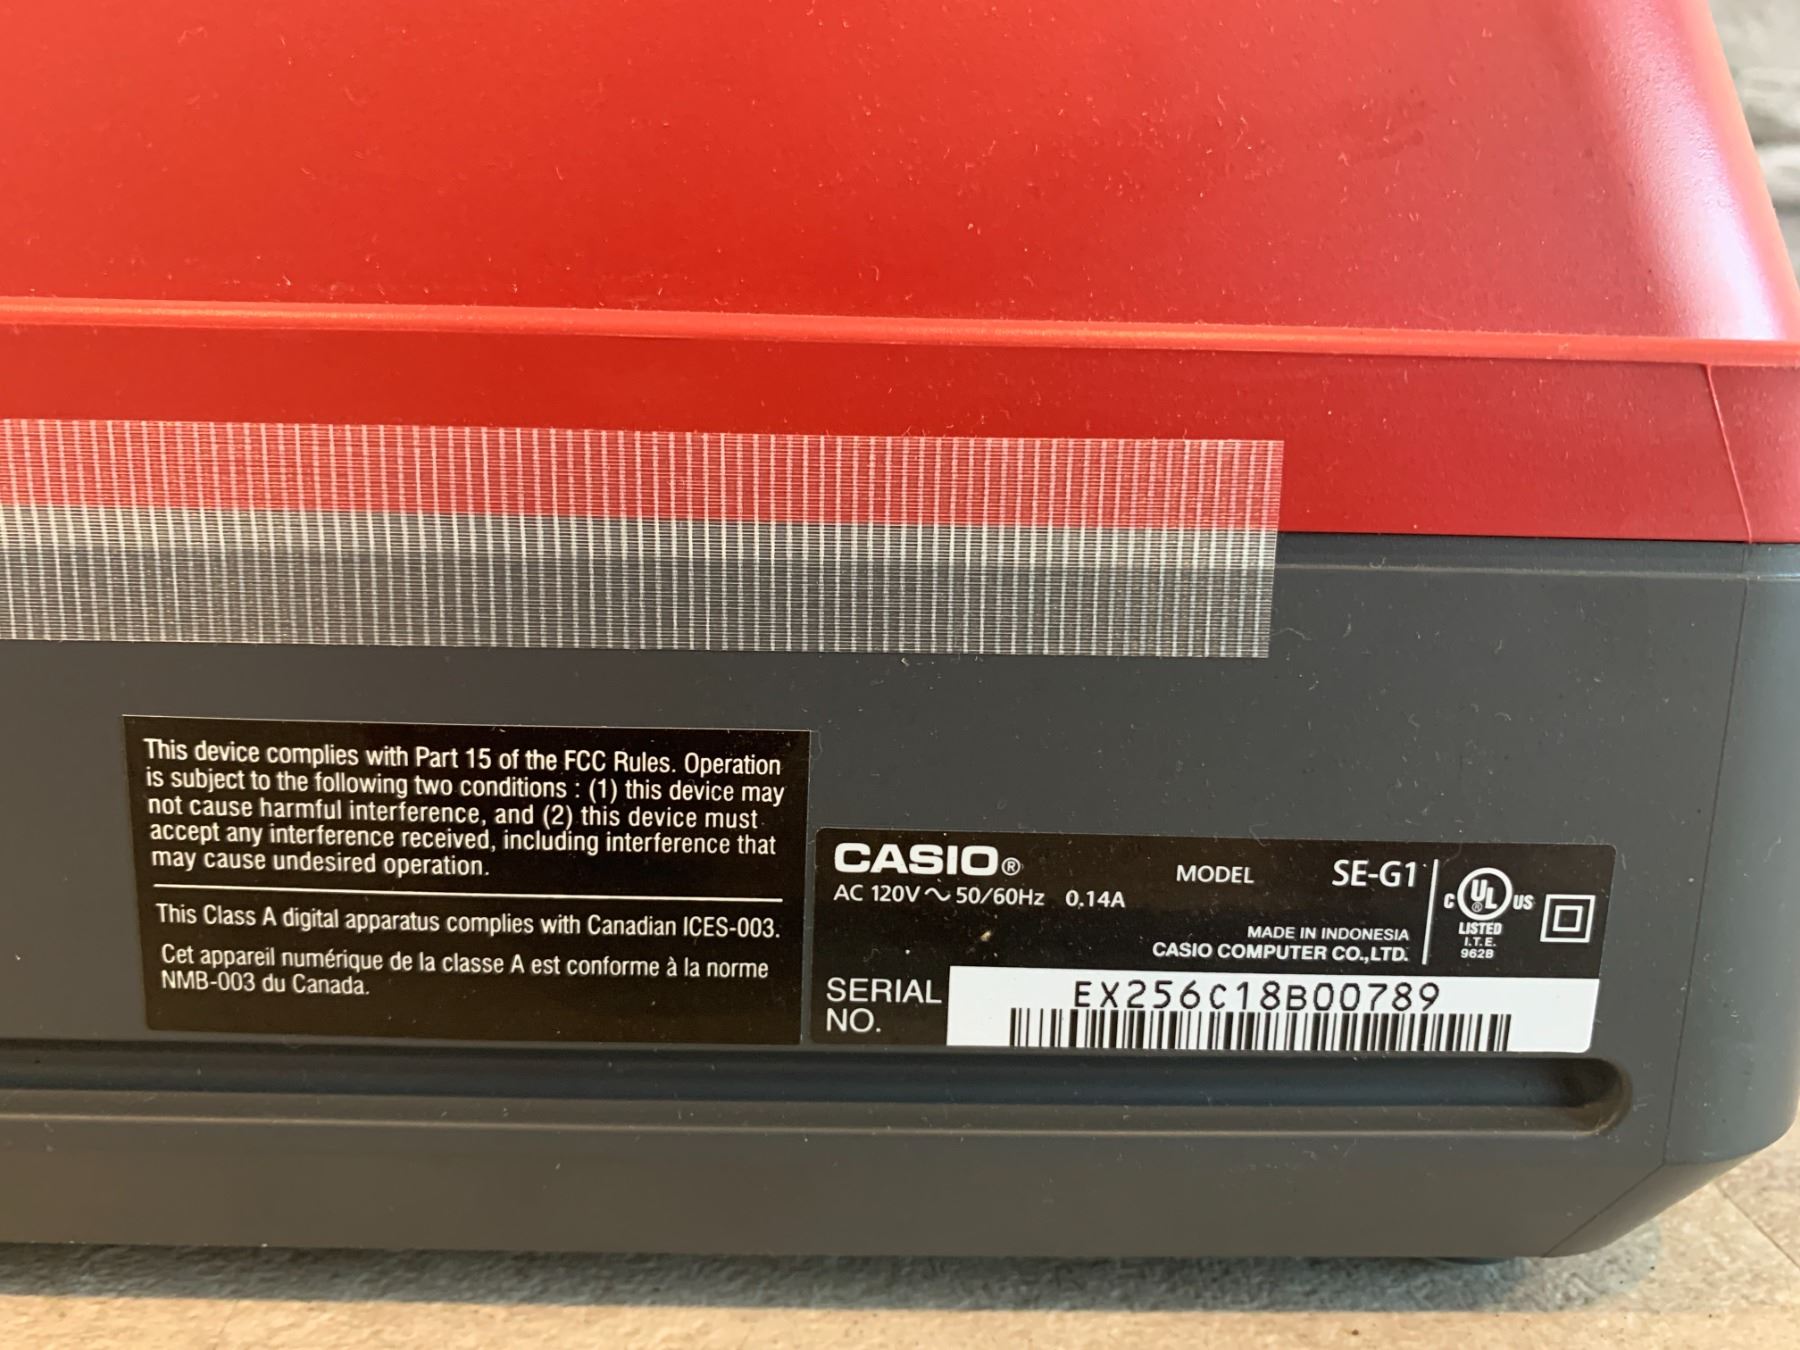 This device complies with Part 15 of the FCC Rules. Operation
is subject to the following two conditions : (1) this device may
not cause harmful interference, and (2) this device must
accept any interference received, including interference that
may cause undesired operation.
This Class A digital apparatus complies with Canadian ICES-003.
Cet appareil numérique de la classe A est conforme à la norme
NMB-003 du Canada.
CASIO®
AC 120V ~ 50/60Hz 0.14A
MODEL SE-G1
MADE IN INDONESIA
CASIO COMPUTER CO.,LTD.
C UL® US
LISTED
I.T.E.
962B
SERIAL
NO.
EX256C18B00789